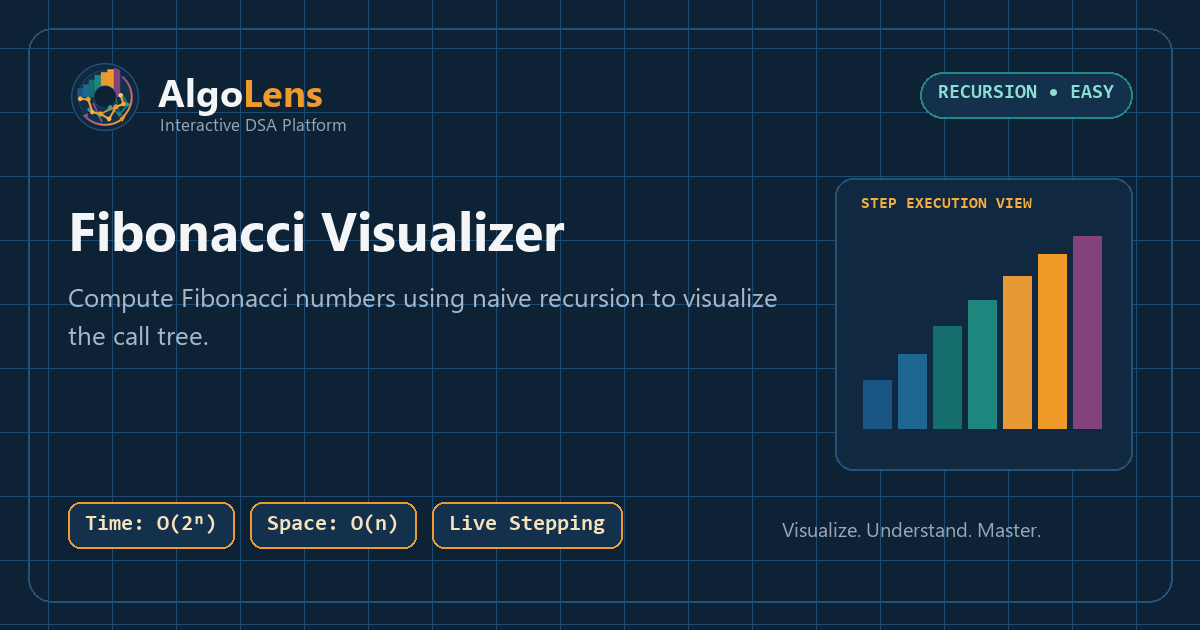 AlgoLens
Interactive DSA Platform
RECURSION • EASY
Fibonacci Visualizer
Compute Fibonacci numbers using naive recursion to visualize
the call tree.
STEP EXECUTION VIEW
Time: O(2ⁿ)
Space: O(n)
Live Stepping
Visualize. Understand. Master.